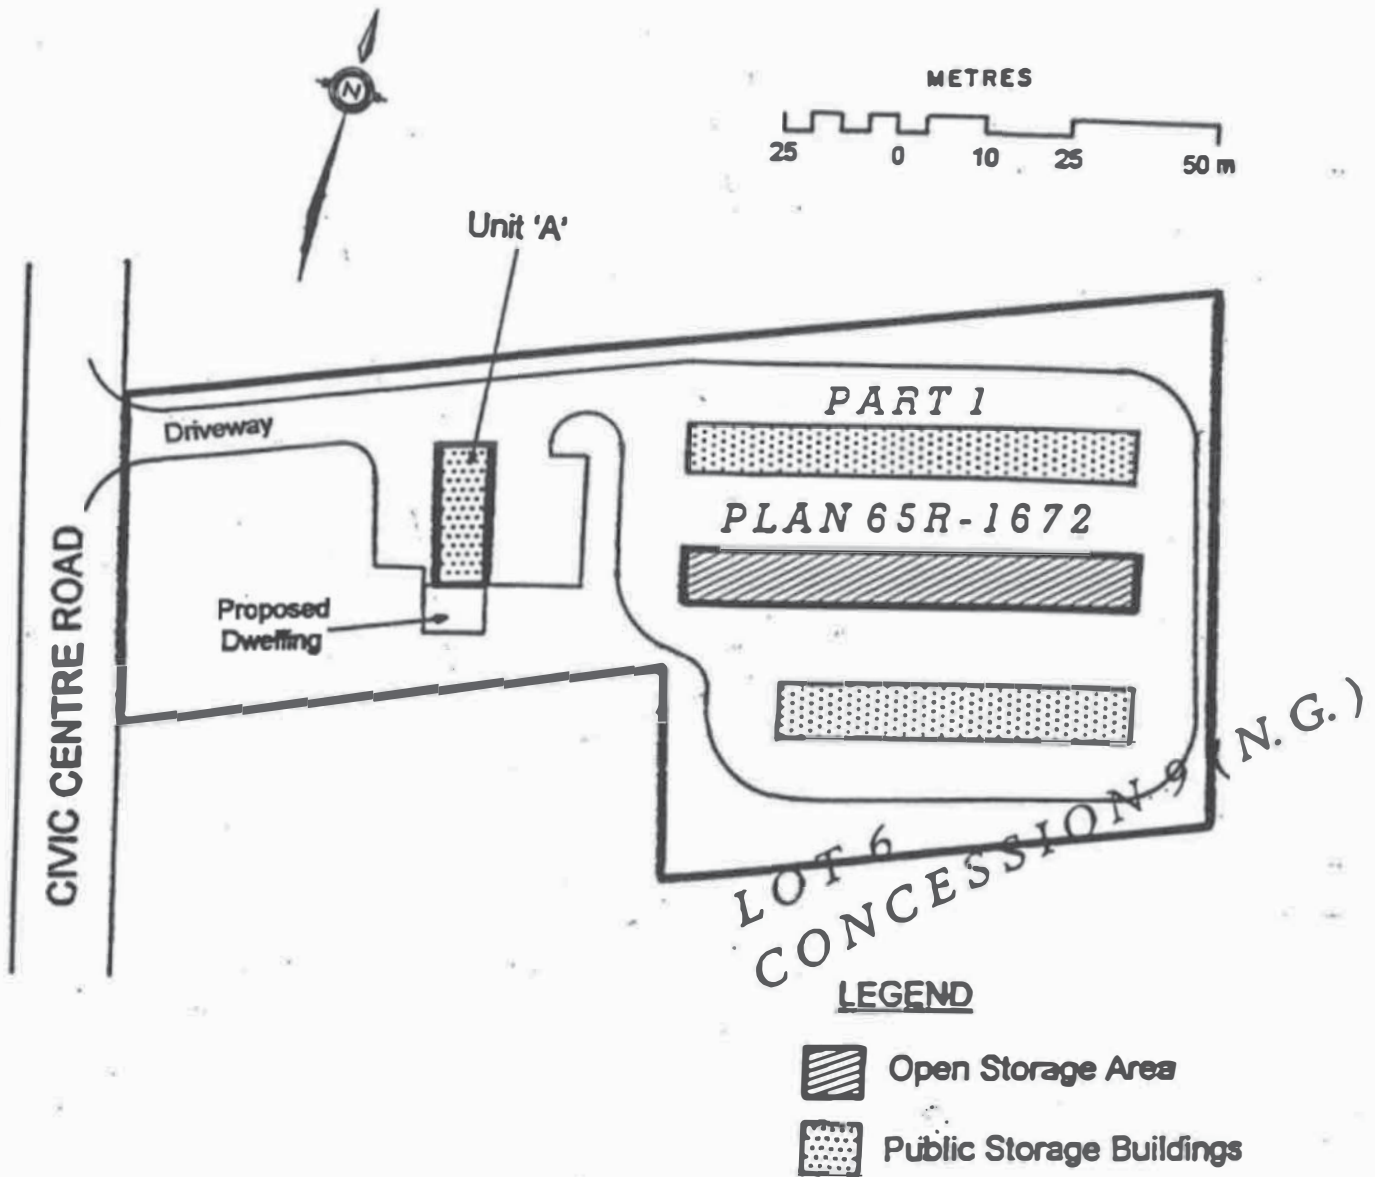 N
METRES
25 0 10 25 50 m
Unit 'A'
PART 1
Driveway
PLAN 65R-1672
Proposed
Dwelling
CIVIC CENTRE ROAD
LOT 6
CONCESSION 9 (N.G.)
LEGEND
Open Storage Area
Public Storage Buildings